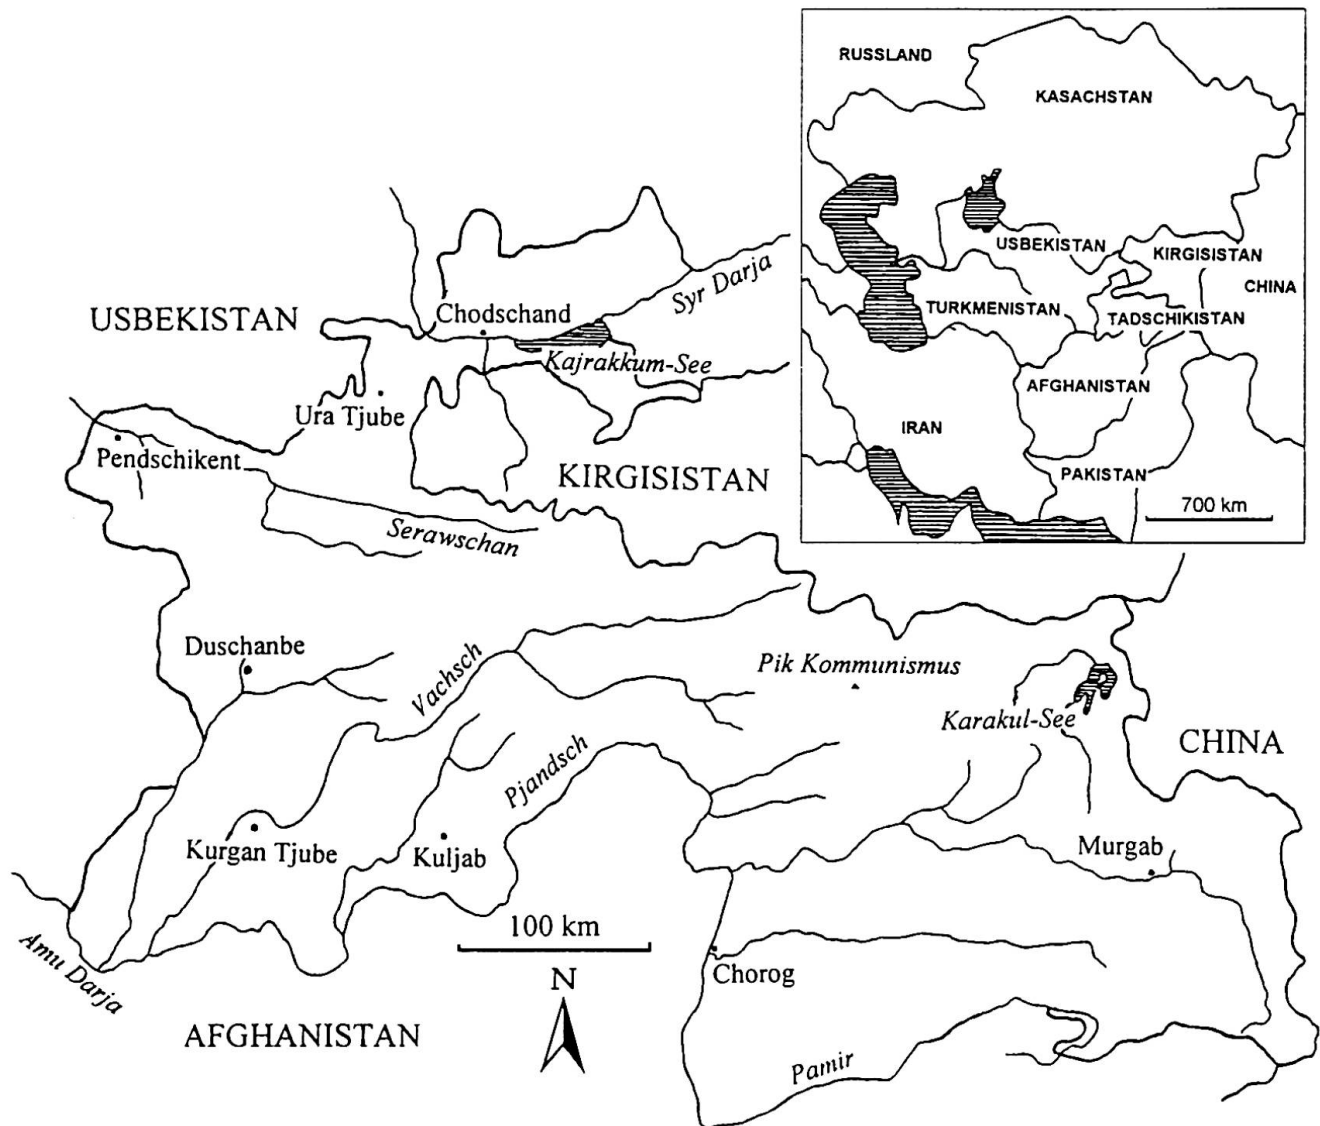 RUSSLAND
KASACHSTAN
USBEKISTAN
KIRGISISTAN
CHINA
TURKMENISTAN
TADSCHIKISTAN
AFGHANISTAN
IRAN
PAKISTAN
700 km
Syr Darja
USBEKISTAN
Chodschand
Kajrakkum-See
Ura Tjube
Pendschikent
KIRGISISTAN
Serawschan
Duschanbe
Vachsch
Pik Kommunismus
Karakul-See
CHINA
Pjandsch
Kurgan Tjube
Kuljab
Murgab
100 km
Amu Darja
N
Chorog
AFGHANISTAN
Pamir